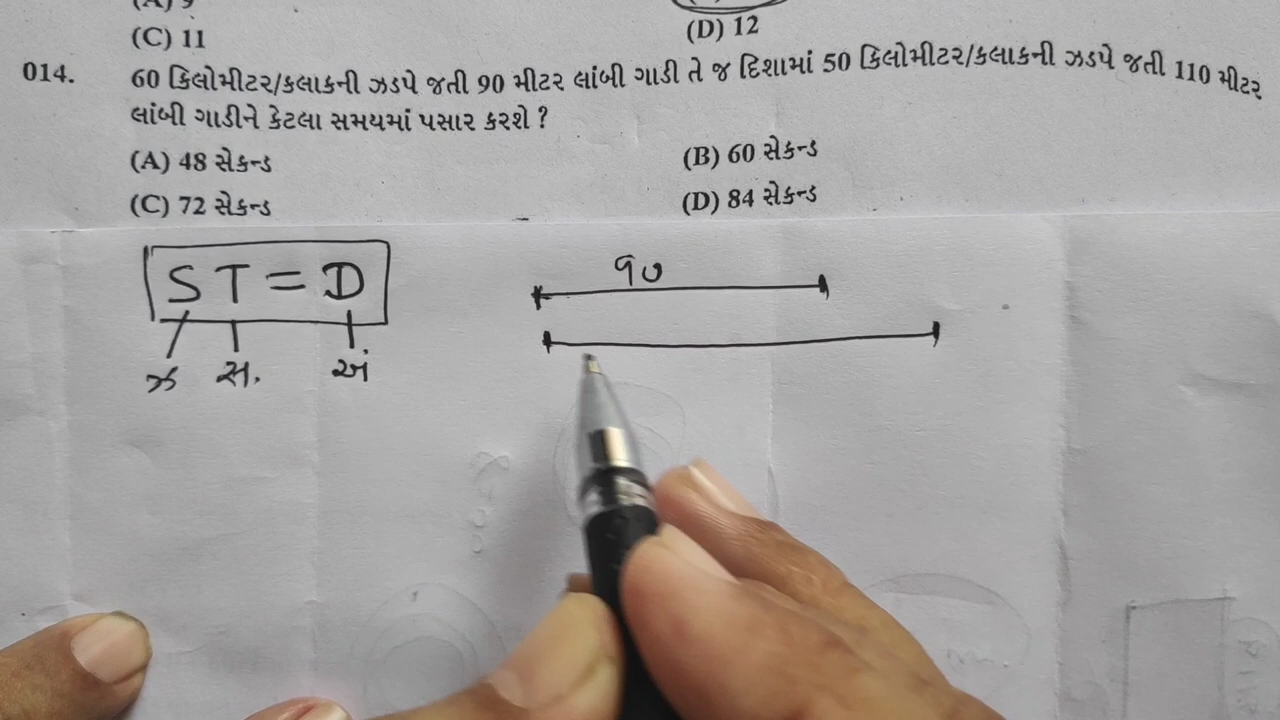 (A) 9
(C) 11
(D) 12
014. 60 કિલોમીટર/કલાકની ઝડપે જતી 90 મીટર લાંબી ગાડી તે જ દિશામાં 50 કિલોમીટર/કલાકની ઝડપે જતી 110 મીટર
લાંબી ગાડીને કેટલા સમયમાં પસાર કરશે ?
(A) 48 સેકન્ડ
(B) 60 સેકન્ડ
(C) 72 સેકન્ડ
(D) 84 સેકન્ડ
S T = D
90
ઝ સ. અં